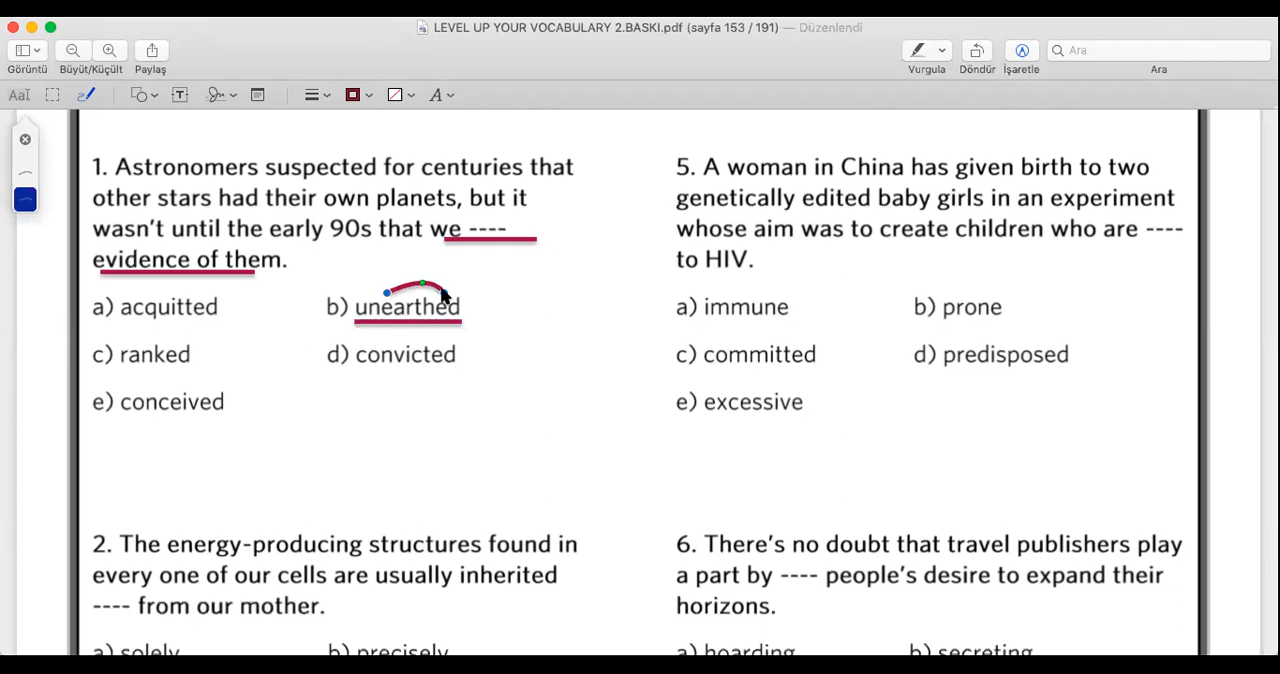 LEVEL UP YOUR VOCABULARY 2.BASKI.pdf (sayfa 153 / 191) — Düzenlendi
Görüntü
Büyüt/Küçült
Paylaş
Vurgula
Döndür
İşaretle
Ara
Ara
AaI
A
1. Astronomers suspected for centuries that
other stars had their own planets, but it
wasn't until the early 90s that we ----
evidence of them.
a) acquitted
b) unearthed
c) ranked
d) convicted
e) conceived
2. The energy-producing structures found in
every one of our cells are usually inherited
---- from our mother.
a) solely
b) precisely
5. A woman in China has given birth to two
genetically edited baby girls in an experiment
whose aim was to create children who are ----
to HIV.
a) immune
b) prone
c) committed
d) predisposed
e) excessive
6. There's no doubt that travel publishers play
a part by ---- people's desire to expand their
horizons.
a) hoarding
b) secreting